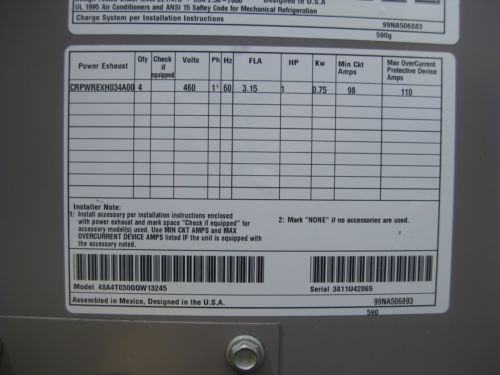 UL 1995 Air Conditioners and ANSI 15 Saftey Code for Mechanical Refrigeration
Designed in U.S.A
Charge System per Installation Instructions
99NA506883
590g
Power Exhaust Qty Check if equipped Volts Ph Hz FLA HP Kw Min Ckt Amps Max OverCurrent Protective Device Amps
CRPWREXH034A00 4 460 1 60 3.15 1 0.75 98 110
Installer Note:
1: Install accessory per installation instructions enclosed
with power exhaust and mark space "Check if equipped" for
accessory used. Use MIN CKT AMPS and MAX
OVERCURRENT DEVICE AMPS listed IF the unit is equipped with
the accessory noted.
2: Mark "NONE" if no accessories are used.
Model 48A4T030GQW13245
Serial 3811U42065
Assembled in Mexico, Designed in the U.S.A.
99NA506893
590